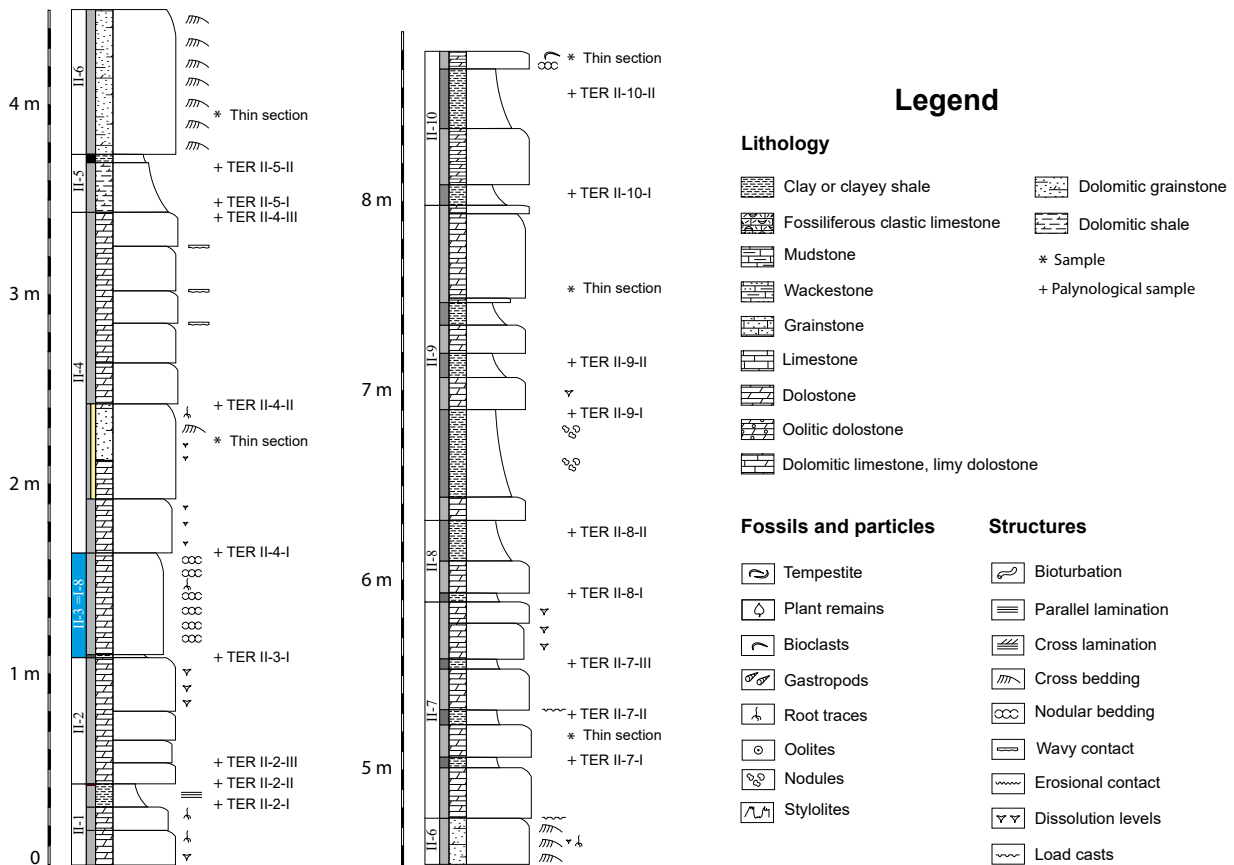 4 m
3 m
2 m
1 m
0
II-6
II-5
II-4
II-3 =I-8
II-2
II-1
* Thin section
+ TER II-5-II
+ TER II-5-I
+ TER II-4-III
+ TER II-4-II
* Thin section
+ TER II-4-I
+ TER II-3-I
+ TER II-2-III
+ TER II-2-II
+ TER II-2-I
8 m
7 m
6 m
5 m
II-10
II-9
II-8
II-7
II-6
* Thin section
+ TER II-10-II
+ TER II-10-I
* Thin section
+ TER II-9-II
+ TER II-9-I
+ TER II-8-II
+ TER II-8-I
+ TER II-7-III
+ TER II-7-II
* Thin section
+ TER II-7-I
Legend
Lithology
Clay or clayey shale
Fossiliferous clastic limestone
Mudstone
Wackestone
Grainstone
Limestone
Dolostone
Oolitic dolostone
Dolomitic limestone, limy dolostone
Dolomitic grainstone
Dolomitic shale
* Sample
+ Palynological sample
Fossils and particles
Tempestite
Plant remains
Bioclasts
Gastropods
Root traces
Oolites
Nodules
Stylolites
Structures
Bioturbation
Parallel lamination
Cross lamination
Cross bedding
Nodular bedding
Wavy contact
Erosional contact
Dissolution levels
Load casts